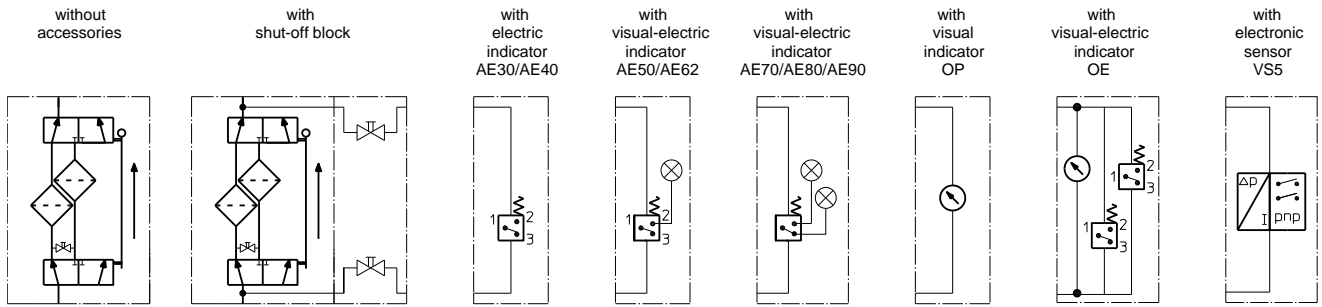 without
accessories
with
shut-off block
with
electric
indicator
AE30/AE40
with
visual-electric
indicator
AE50/AE62
with
visual-electric
indicator
AE70/AE80/AE90
with
visual
indicator
OP
with
visual-electric
indicator
OE
with
electronic
sensor
VS5
1 2
3
1 2
3
1 2
3
1 2
3
Δp
I pnp